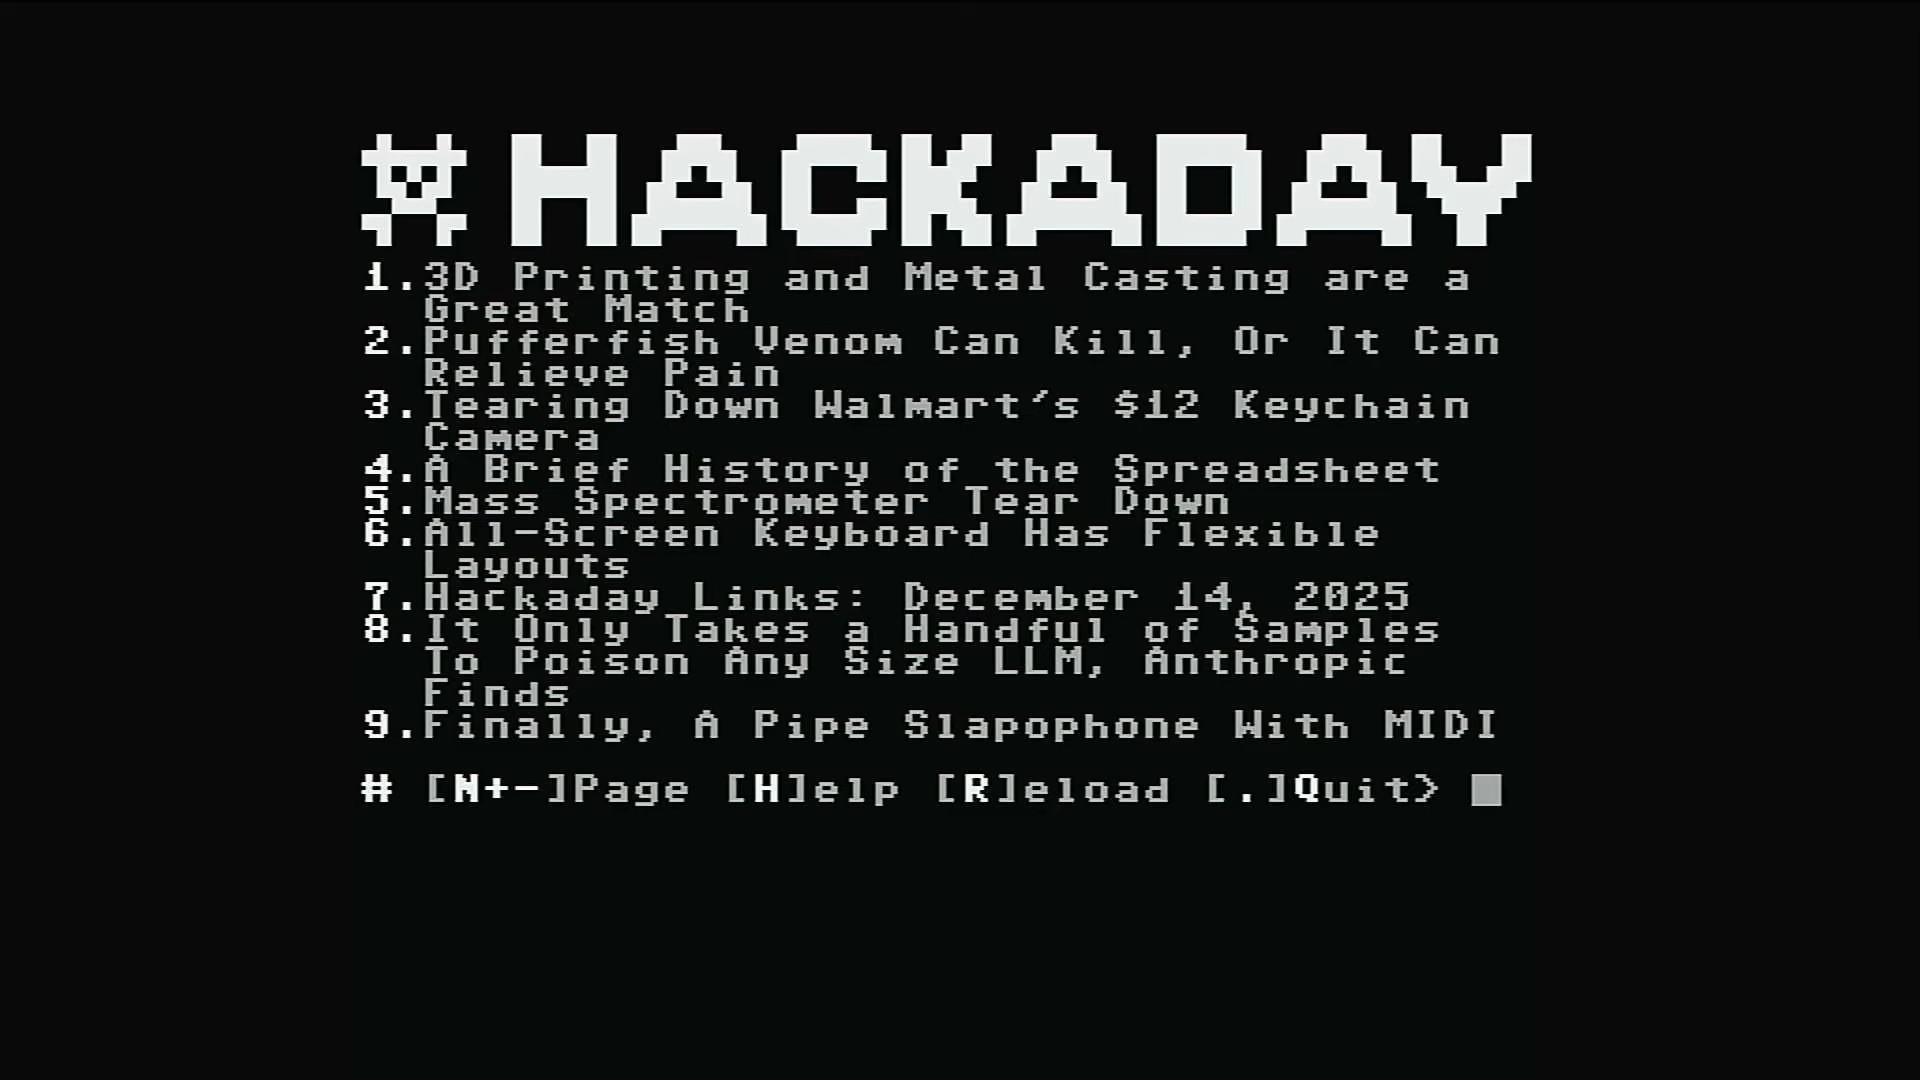 HACKADAY
1.3D Printing and Metal Casting are a
Great Match
2.Pufferfish Venom Can Kill, Or It Can
Relieve Pain
3.Tearing Down Walmart's $12 Keychain
Camera
4.A Brief History of the Spreadsheet
5.Mass Spectrometer Tear Down
6.All-Screen Keyboard Has Flexible
Layouts
7.Hackaday Links: December 14, 2025
8.It Only Takes a Handful of Samples
To Poison Any Size LLM, Anthropic
Finds
9.Finally, A Pipe Slapophone With MIDI
# [N+-]Page [H]elp [R]eload [.]Quit>